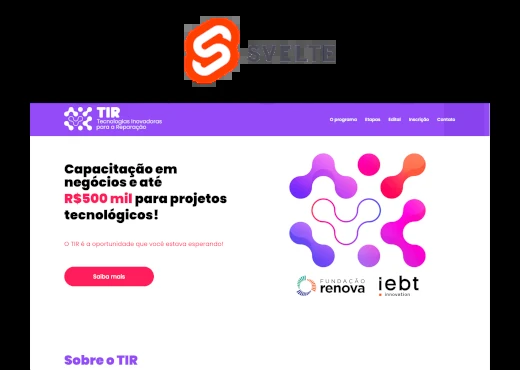 SVELTE
TIR
Tecnologias Inovadoras
para a Reparação
O programa Etapas Edital Inscrição Contato
Capacitação em
negócios e até
R$500 mil para projetos
tecnológicos!
O TIR é a oportunidade que você estava esperando!
Saiba mais
FUNDAÇÃO
renova
iebt
innovation
Sobre o TIR